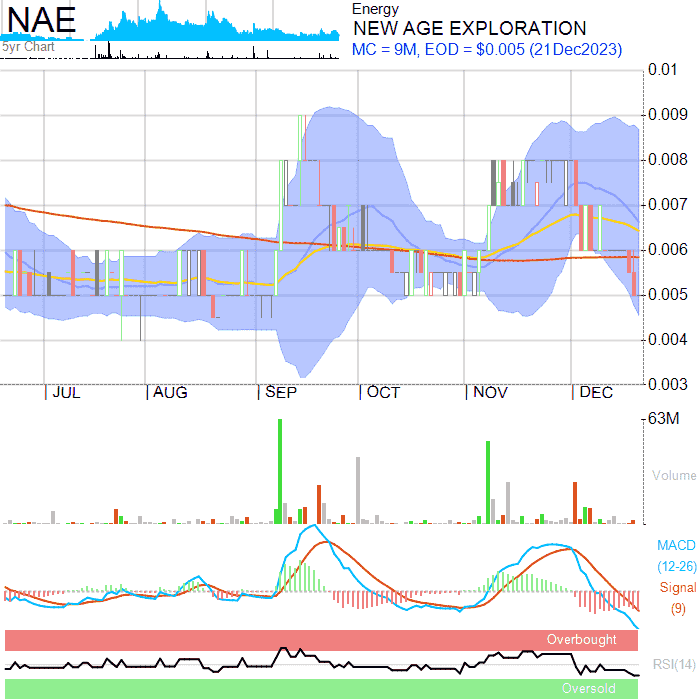 NAE
5yr Chart
Energy
NEW AGE EXPLORATION
MC = 9M, EOD = $0.005 (21Dec2023)
0.01
0.009
0.008
0.007
0.006
0.005
0.004
0.003
JUL AUG SEP OCT NOV DEC
63M
Volume
MACD
(12-26)
Signal
(9)
Overbought
RSI(14)
Oversold